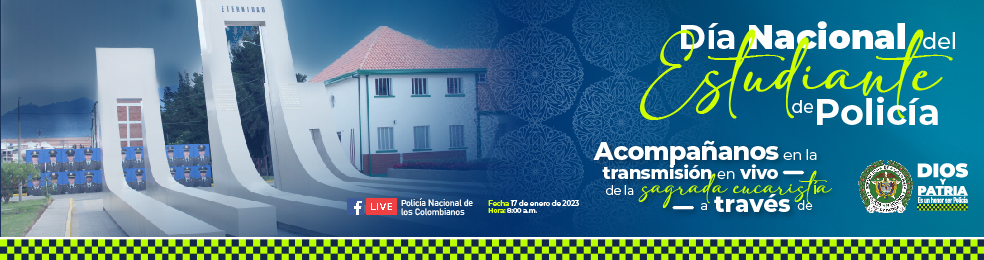 ETERNIDAD
Día Nacional del
Estudiante
de Policía
Acompáñanos en la
transmisión en vivo
de la sagrada eucaristía
a través de
f LIVE
Policía Nacional de
los Colombianos
Fecha 17 de enero de 2023
Hora: 8:00 a.m.
DIOS
Y
PATRIA
Es un honor ser Policía